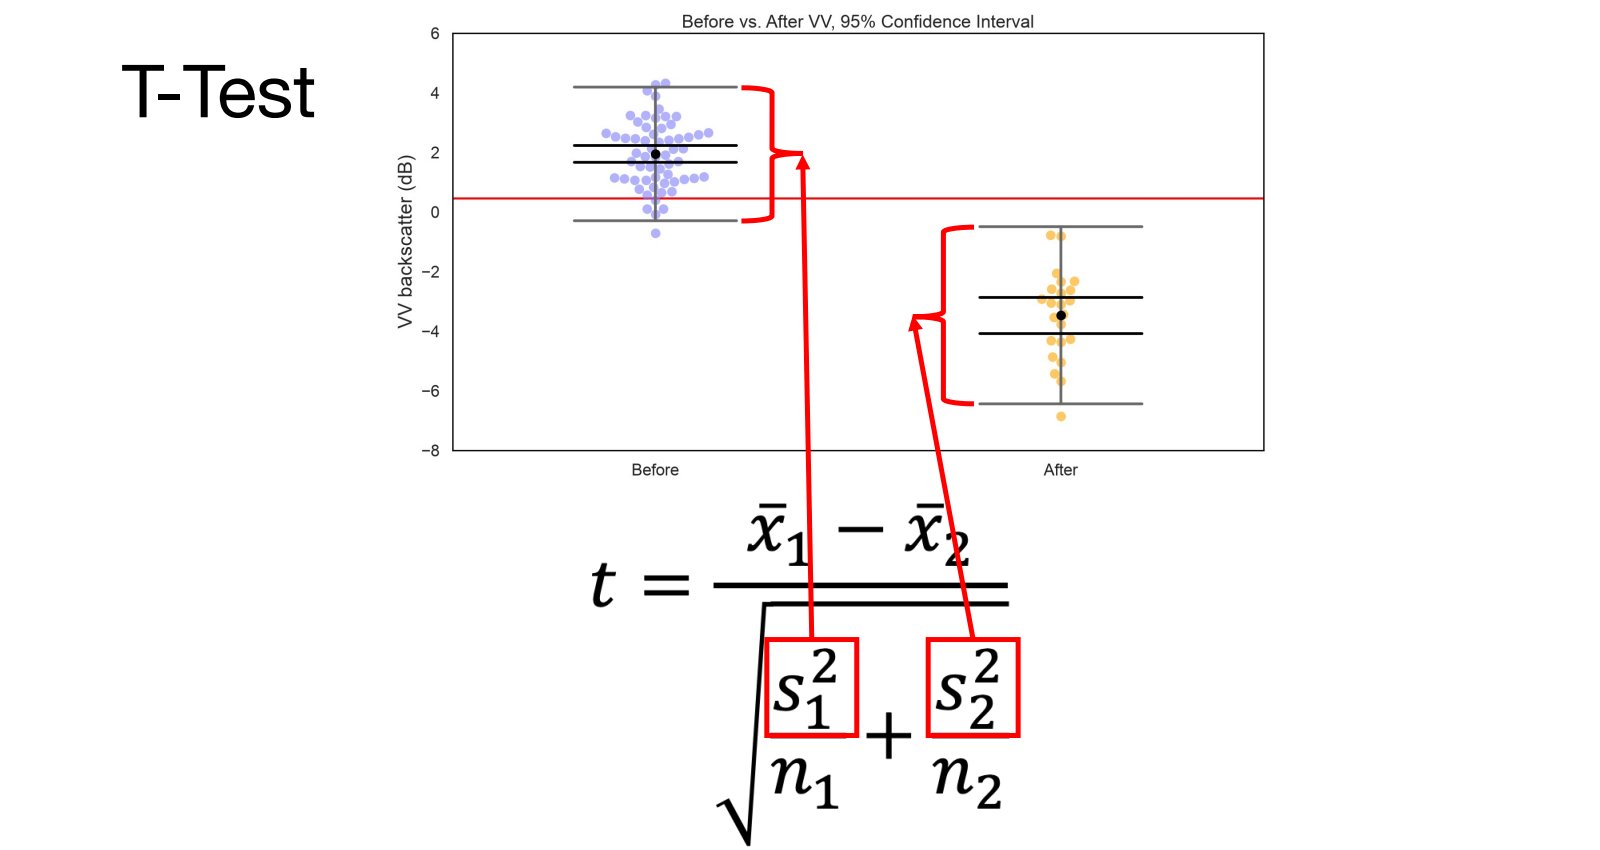 T-Test
Before vs. After VV, 95% Confidence Interval
VV backscatter (dB)
6
4
2
0
−2
−4
−6
−8
Before
After
t = (x̄₁ − x̄₂) / √(s₁²/n₁ + s₂²/n₂)